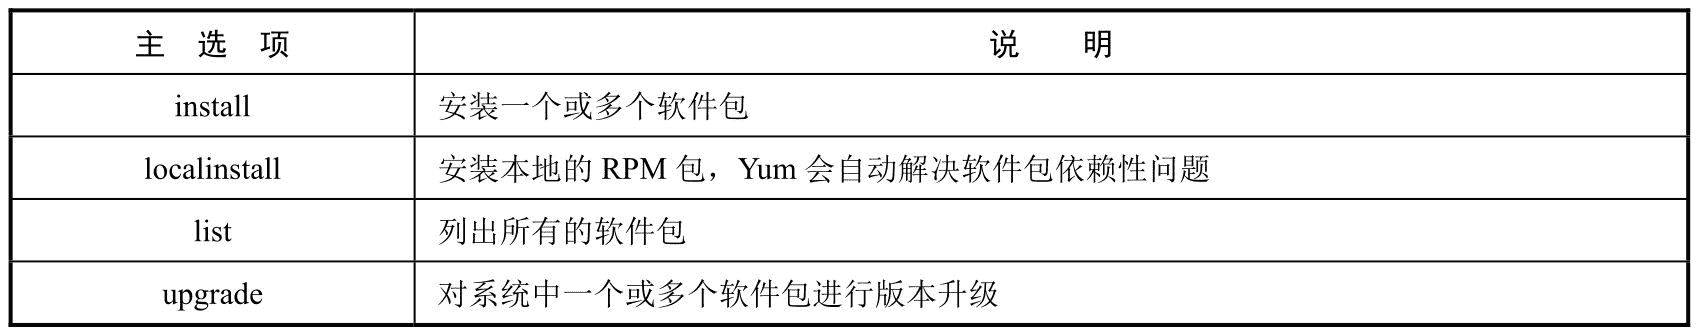 主 选 项 说 明
install 安装一个或多个软件包
localinstall 安装本地的 RPM 包，Yum 会自动解决软件包依赖性问题
list 列出所有的软件包
upgrade 对系统中一个或多个软件包进行版本升级